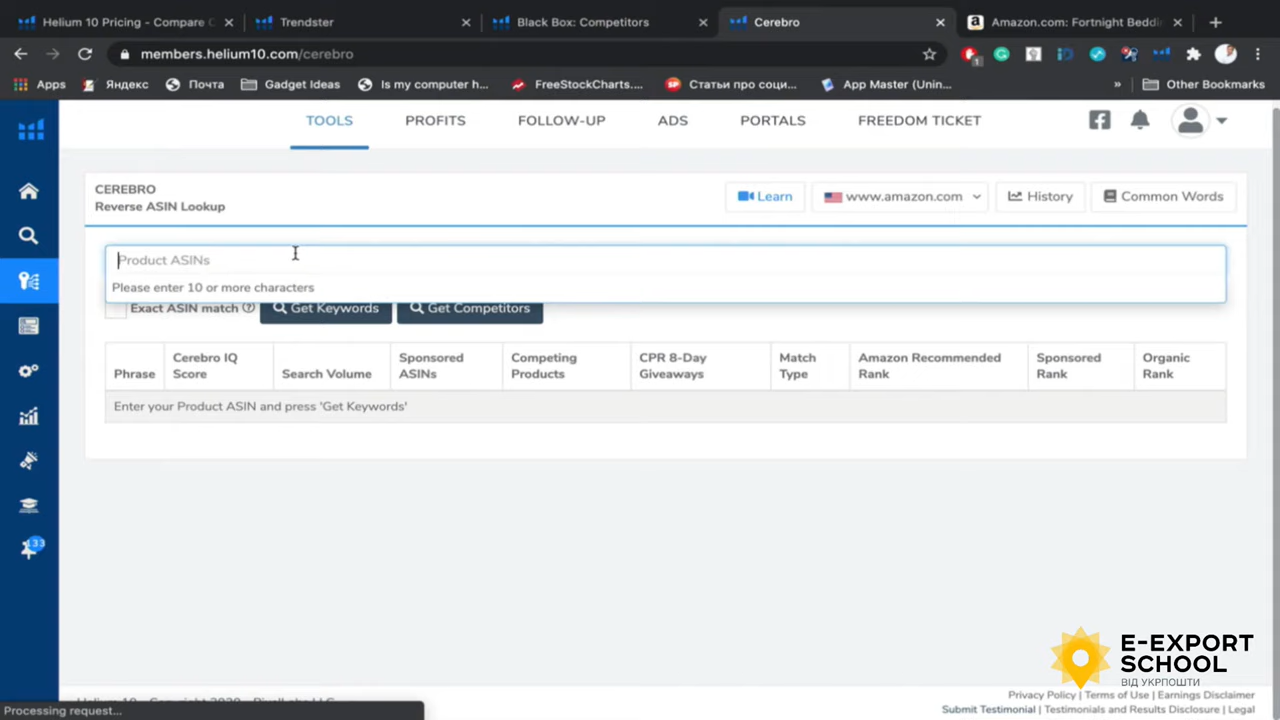 Helium 10 Pricing - Compare
Trendster
Black Box: Competitors
Cerebro
Amazon.com: Fortnight Beddi
members.helium10.com/cerebro
1
Apps
Яндекс
Почта
Gadget Ideas
Is my computer h...
FreeStockCharts....
Статьи про соци...
App Master (Unin...
Other Bookmarks
TOOLS
PROFITS
FOLLOW-UP
ADS
PORTALS
FREEDOM TICKET
CEREBRO
Reverse ASIN Lookup
Learn
www.amazon.com
History
Common Words
Product ASINs
Please enter 10 or more characters
Exact ASIN match
Get Keywords
Get Competitors
Phrase
Cerebro IQ
Score
Search Volume
Sponsored
ASINs
Competing
Products
CPR 8-Day
Giveaways
Match
Type
Amazon Recommended
Rank
Sponsored
Rank
Organic
Rank
Enter your Product ASIN and press 'Get Keywords'
133
E-EXPORT
SCHOOL
ВІД УКРПОШТИ
Privacy Policy | Terms of Use | Earnings Disclaimer
Submit Testimonial | Testimonials and Results Disclosure | Legal
Processing request...